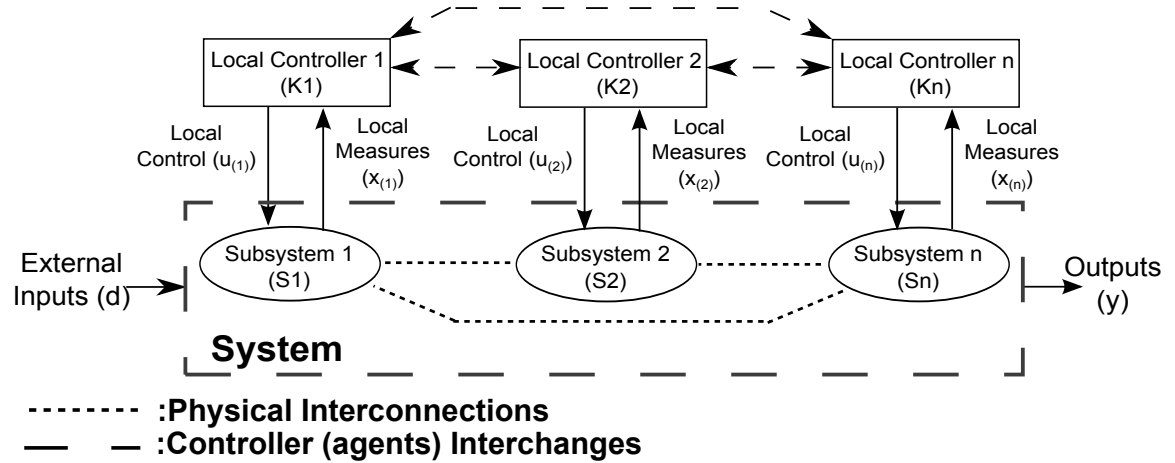 Local Controller 1
(K1)
Local Controller 2
(K2)
Local Controller n
(Kn)
Local
Control (u(1))
Local
Measures
(x(1))
Local
Control (u(2))
Local
Measures
(x(2))
Local
Control (u(n))
Local
Measures
(x(n))
External
Inputs (d)
Subsystem 1
(S1)
Subsystem 2
(S2)
Subsystem n
(Sn)
Outputs
(y)
System
:Physical Interconnections
:Controller (agents) Interchanges